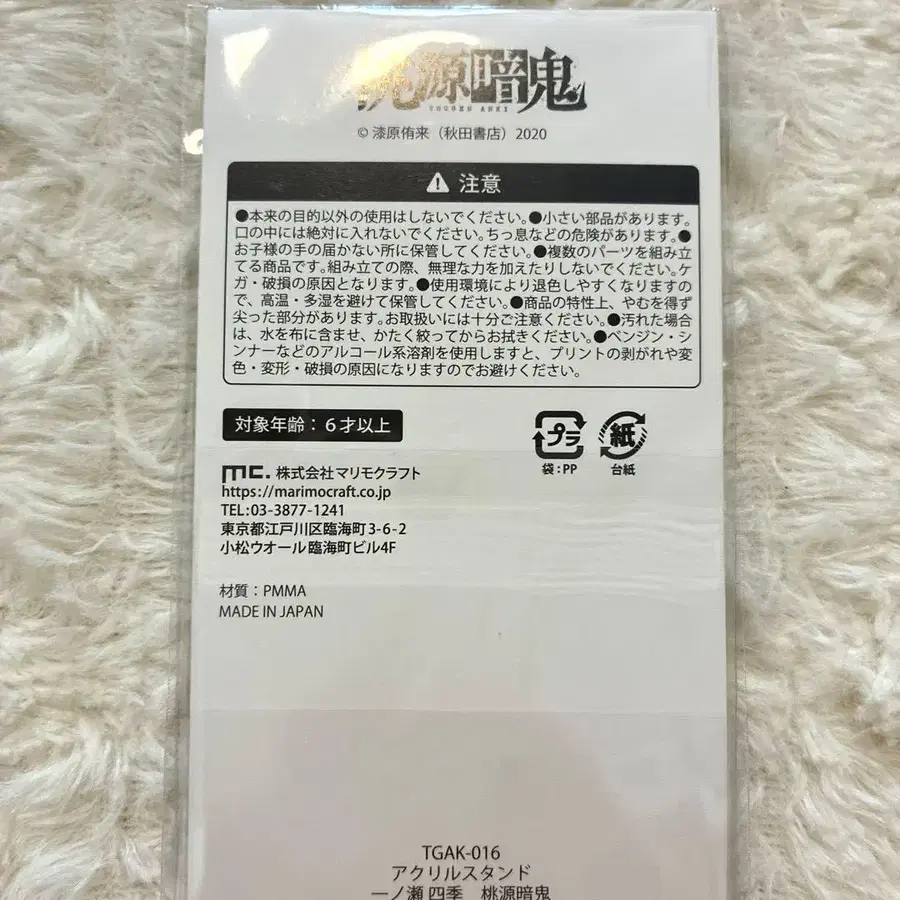 桃源暗鬼
TOUGEN ANKI
© 漆原侑来（秋田書店）2020
注意
●本来の目的以外の使用はしないでください。●小さい部品があります。
口の中には絶対に入れないでください。ちっ息などの危険があります。●
お子様の手の届かない所に保管してください。●複数のパーツを組み立
てる商品です。組み立ての際、無理な力を加えたりしないでください。ケ
ガ・破損の原因となります。●使用環境により退色しやすくなりますの
で、高温・多湿を避けて保管してください。●商品の特性上、やむを得ず
尖った部分があります。お取扱いには十分ご注意ください。●汚れた場合
は、水を布に含ませ、かたく絞ってからお拭きください。●ベンジン・シ
ンナーなどのアルコール系溶剤を使用しますと、プリントの剥がれや変
色・変形・破損の原因になりますのでお避けください。
対象年齢：６才以上
プラ
袋：PP
紙
台紙
mc. 株式会社マリモクラフト
https://marimocraft.co.jp
TEL:03-3877-1241
東京都江戸川区臨海町3-6-2
小松ウオール臨海町ビル4F
材質：PMMA
MADE IN JAPAN
TGAK-016
アクリルスタンド
一ノ瀬 四季　桃源暗鬼